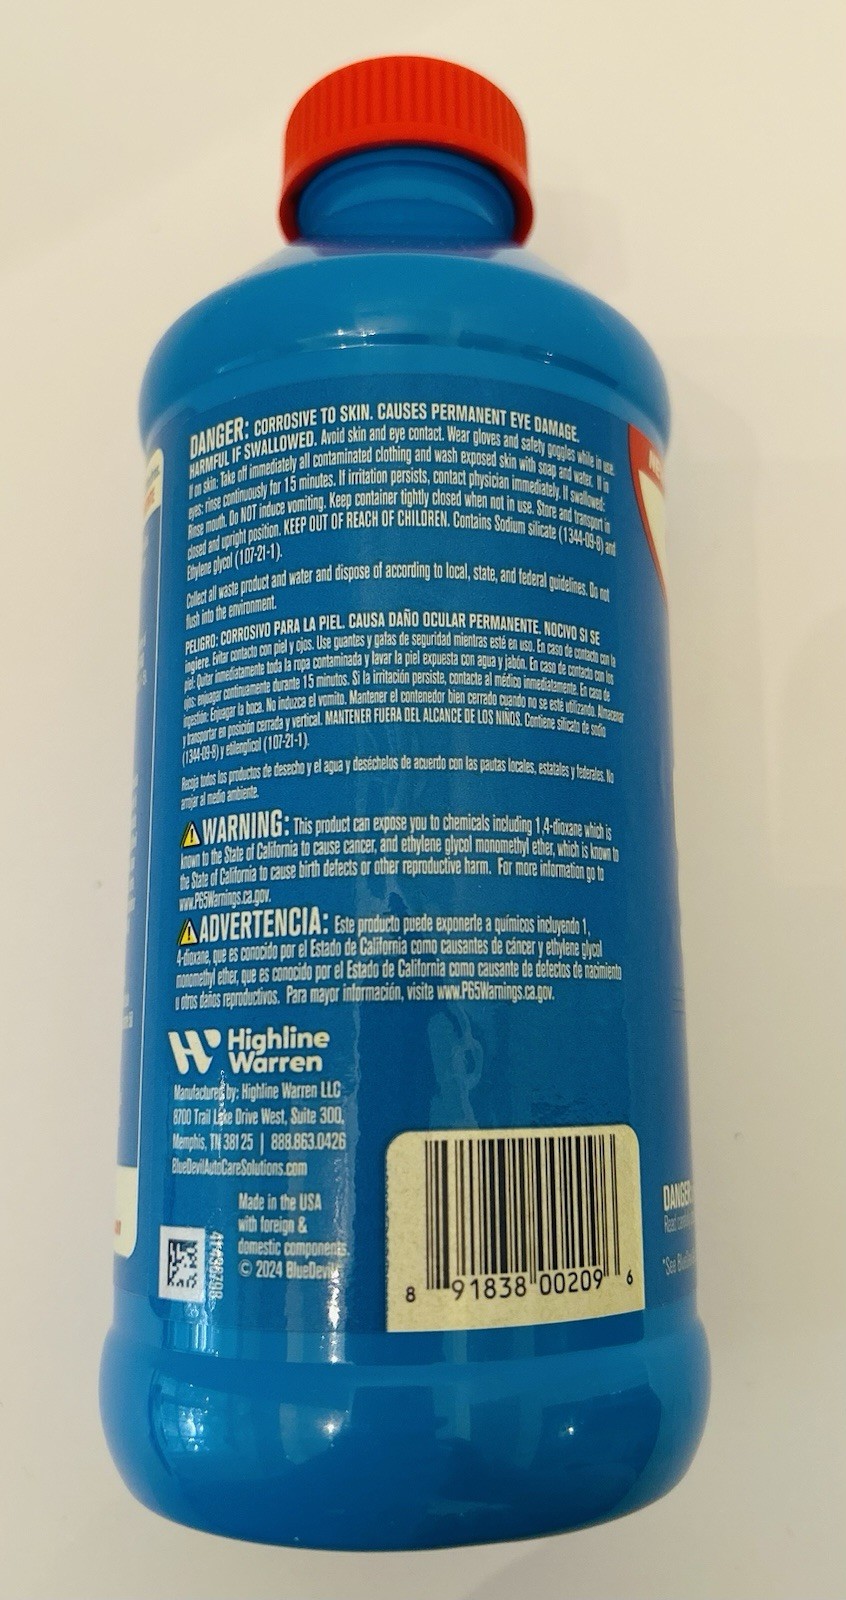 DANGER: CORROSIVE TO SKIN. CAUSES PERMANENT EYE DAMAGE.
HARMFUL IF SWALLOWED. Avoid skin and eye contact. Wear gloves and safety goggles while in use.
If on skin: Take off immediately all contaminated clothing and wash exposed skin with soap and water. If in
eyes: rinse continuously for 15 minutes. If irritation persists, contact physician immediately. If swallowed:
Rinse mouth. Do NOT induce vomiting. Keep container tightly closed when not in use. Store and transport in
closed and upright position. KEEP OUT OF REACH OF CHILDREN. Contains Sodium silicate (1344-09-8) and
Ethylene glycol (107-21-1).
Collect all waste product and water and dispose of according to local, state, and federal guidelines. Do not
flush into the environment.
PELIGRO: CORROSIVO PARA LA PIEL. CAUSA DAÑO OCULAR PERMANENTE. NOCIVO SI SE
ingiere. Evitar contacto con piel y ojos. Use guantes y gafas de seguridad mientras esté en uso. En caso de contacto con la
piel: Quitar inmediatamente toda la ropa contaminada y lavar la piel expuesta con agua y jabón. En caso de contacto con los
ojos: enjuagar continuamente durante 15 minutos. Si la irritación persiste, contacte al médico inmediatamente. En caso de
ingestión: Enjuagar la boca. No induzca el vomito. Mantener el contenedor bien cerrado cuando no se esté utilizando. Almacenar
y transportar en posición cerrada y vertical. MANTENER FUERA DEL ALCANCE DE LOS NIÑOS. Contiene silicato de sodio
(1344-09-8) y etilenglicol (107-21-1).
Recoja todos los productos de desecho y el agua y deséchelos de acuerdo con las pautas locales, estatales y federales. No
arrojar al medio ambiente.
WARNING: This product can expose you to chemicals including 1,4-dioxane which is
known to the State of California to cause cancer, and ethylene glycol monomethyl ether, which is known to
the State of California to cause birth defects or other reproductive harm. For more information go to
www.P65Warnings.ca.gov.
ADVERTENCIA: Este producto puede exponerle a químicos incluyendo 1,
4-dioxane, que es conocido por el Estado de California como causantes de cáncer y ethylene glycol
monomethyl ether, que es conocido por el Estado de California como causante de defectos de nacimiento
u otros daños reproductivos. Para mayor información, visite www.P65Warnings.ca.gov.
Highline
Warren
Manufactured by: Highline Warren LLC
8700 Trail Lake Drive West, Suite 300,
Memphis, TN 38125 | 888.863.0426
BlueDevilAutoCareSolutions.com
Made in the USA
with foreign &
domestic components.
© 2024 BlueDevil
8 91838 00209 6
DANGER